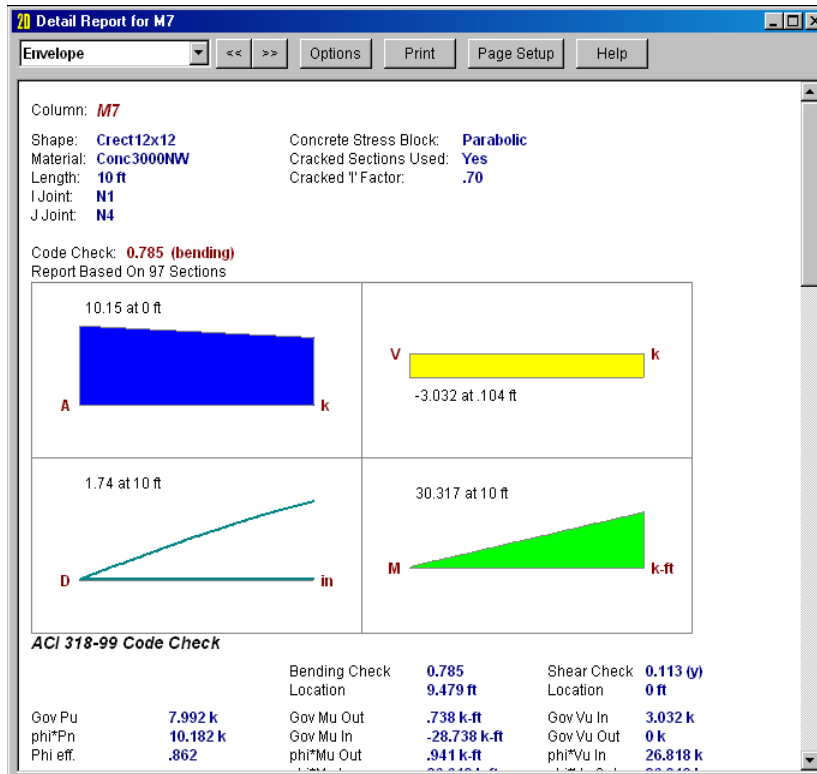 2D Detail Report for M7
Envelope << >> Options Print Page Setup Help
Column: M7
Shape: Crect12x12 Concrete Stress Block: Parabolic
Material: Conc3000NW Cracked Sections Used: Yes
Length: 10 ft Cracked 'I' Factor: .70
I Joint: N1
J Joint: N4
Code Check: 0.785 (bending)
Report Based On 97 Sections
10.15 at 0 ft
A k
V k
-3.032 at .104 ft
1.74 at 10 ft
D in
30.317 at 10 ft
M k-ft
ACI 318-99 Code Check
Bending Check 0.785 Shear Check 0.113 (y)
Location 9.479 ft Location 0 ft
Gov Pu 7.992 k Gov Mu Out .738 k-ft Gov Vu In 3.032 k
phi*Pn 10.182 k Gov Mu In -28.738 k-ft Gov Vu Out 0 k
Phi eff. .862 phi*Mu Out .941 k-ft phi*Vu In 26.818 k